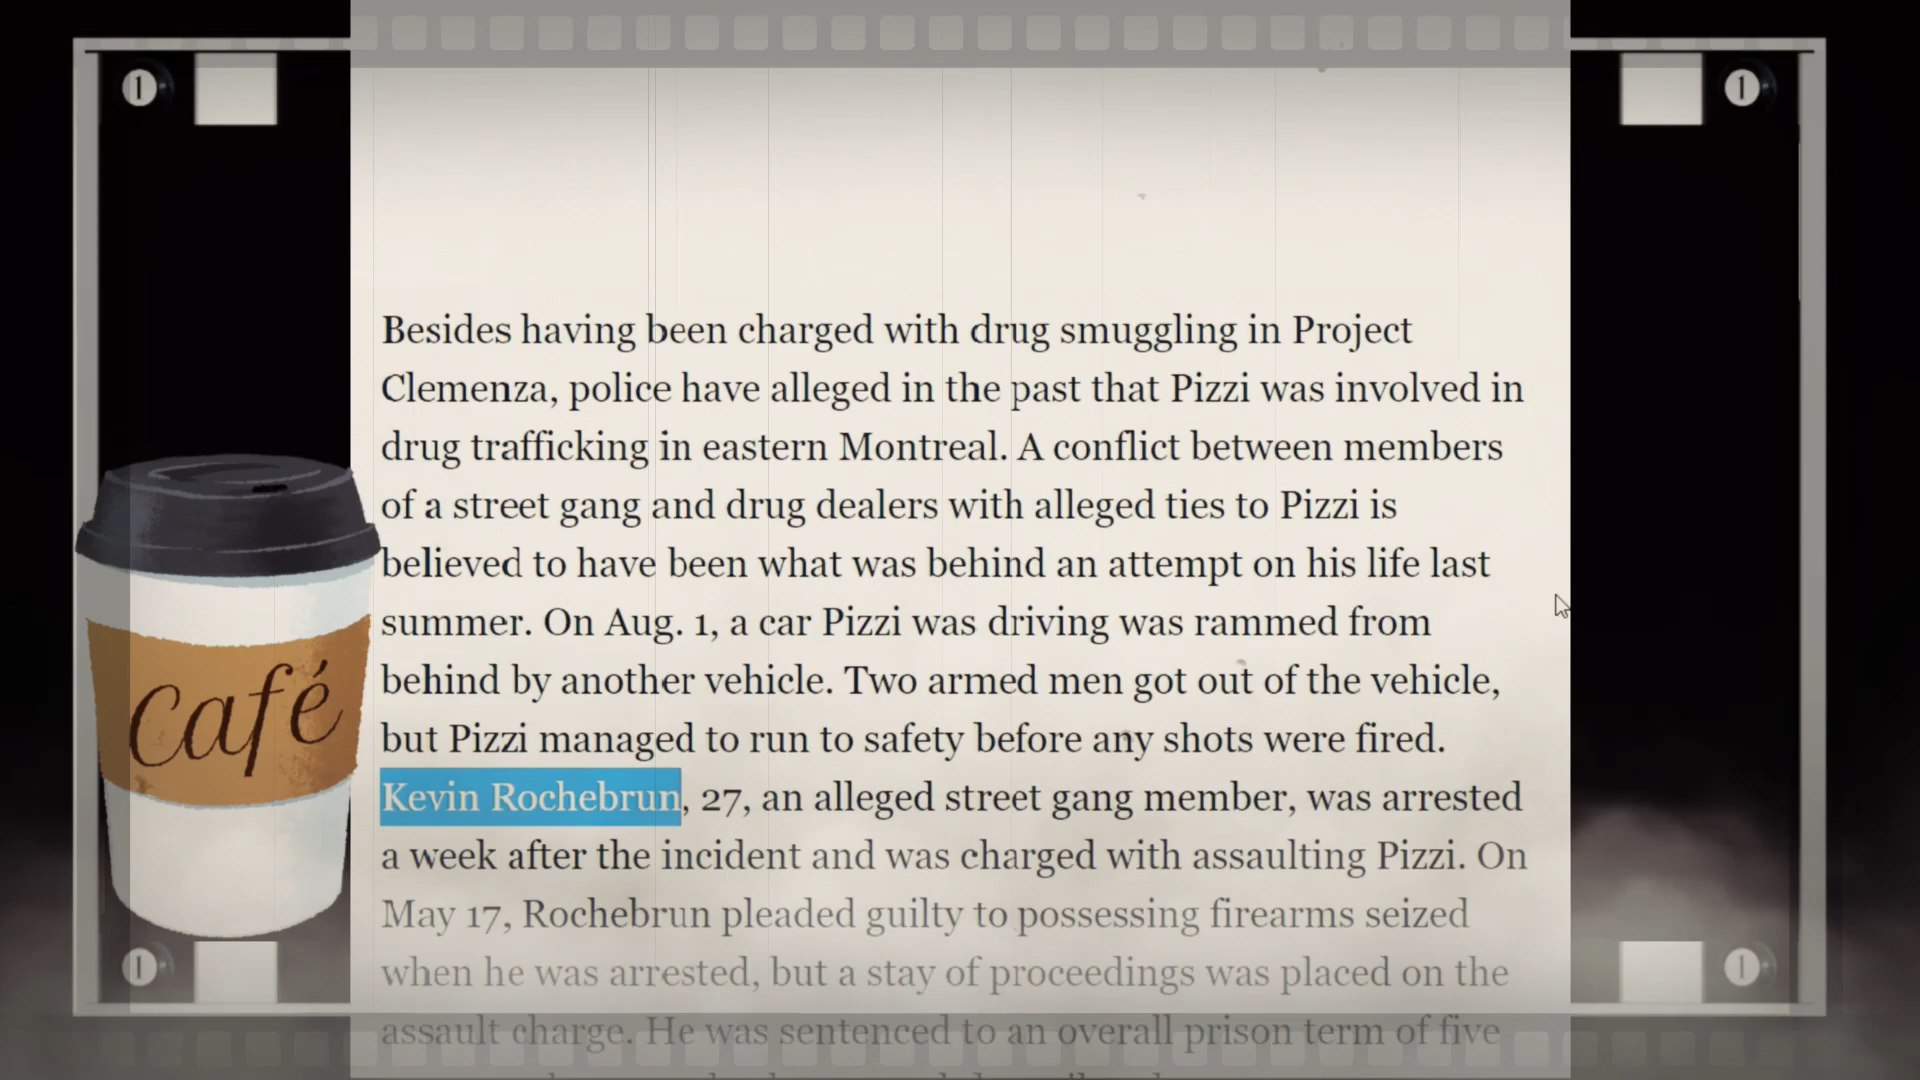 Besides having been charged with drug smuggling in Project
Clemenza, police have alleged in the past that Pizzi was involved in
drug trafficking in eastern Montreal. A conflict between members
of a street gang and drug dealers with alleged ties to Pizzi is
believed to have been what was behind an attempt on his life last
summer. On Aug. 1, a car Pizzi was driving was rammed from
behind by another vehicle. Two armed men got out of the vehicle,
but Pizzi managed to run to safety before any shots were fired.
Kevin Rochebrun, 27, an alleged street gang member, was arrested
a week after the incident and was charged with assaulting Pizzi. On
May 17, Rochebrun pleaded guilty to possessing firearms seized
when he was arrested, but a stay of proceedings was placed on the
assault charge. He was sentenced to an overall prison term of five
Café
1
1
1
1